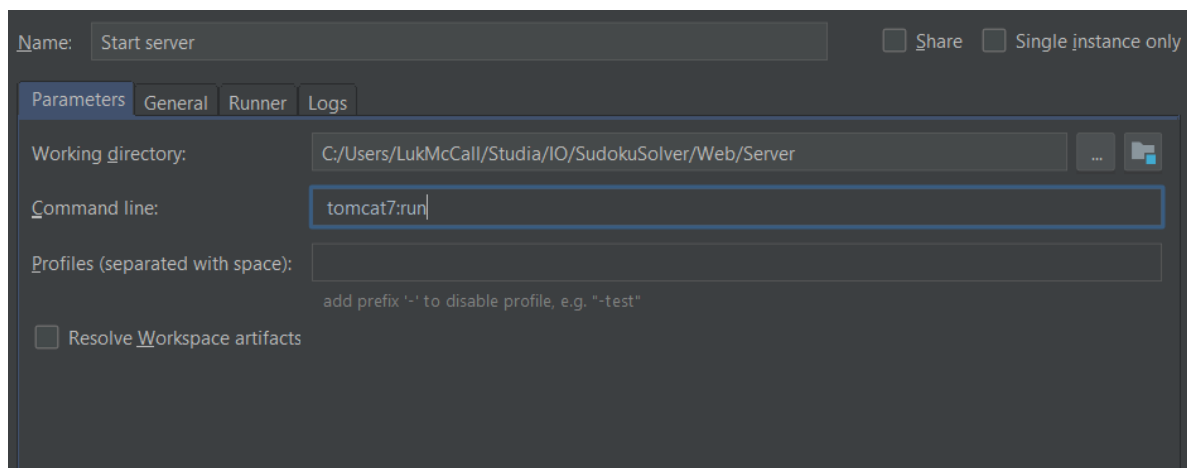 Name: Start server Share Single instance only
Parameters General Runner Logs
Working directory: C:/Users/LukMcCall/Studia/IO/SudokuSolver/Web/Server ...
Command line: tomcat7:run
Profiles (separated with space):
add prefix '-' to disable profile, e.g. "-test"
Resolve Workspace artifacts